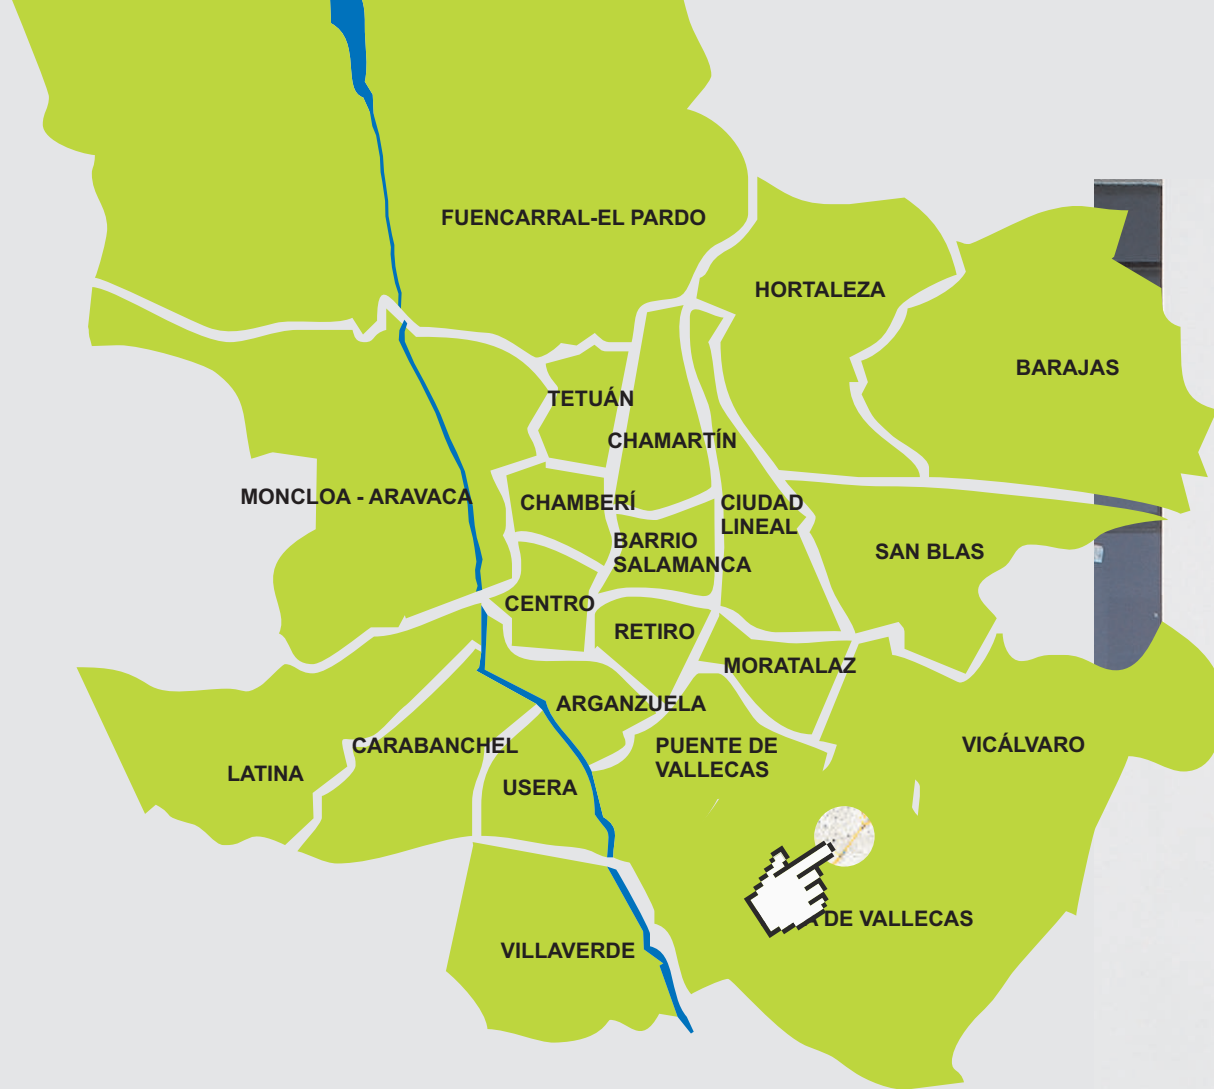 FUENCARRAL-EL PARDO
HORTALEZA
BARAJAS
TETUÁN
CHAMARTÍN
MONCLOA - ARAVACA
CHAMBERÍ
CIUDAD
LINEAL
BARRIO
SALAMANCA
SAN BLAS
CENTRO
RETIRO
MORATALAZ
ARGANZUELA
CARABANCHEL
PUENTE DE
VALLECAS
VICÁLVARO
LATINA
USERA
DE VALLECAS
VILLAVERDE